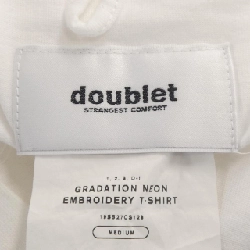 doublet
STRANGEST COMFORT
GRADATION NEON
EMBROIDERY T-SHIRT
MEDIUM